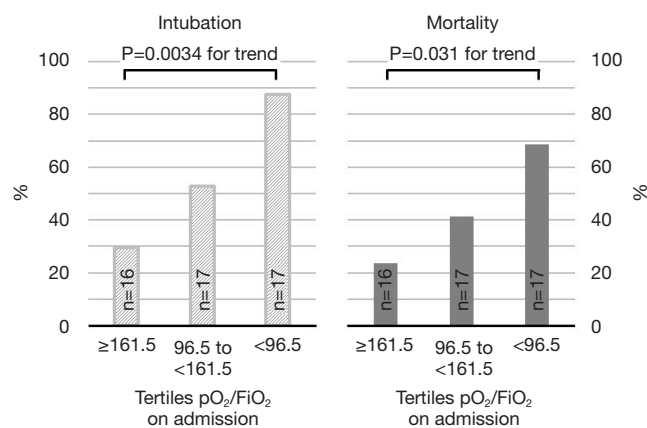 Intubation
P=0.0034 for trend
%
100
80
60
40
20
0
n=16
n=17
n=17
≥161.5
96.5 to
<161.5
<96.5
Tertiles pO₂/FiO₂
on admission
Mortality
P=0.031 for trend
100
80
60
40
20
0
%
n=16
n=17
n=17
≥161.5
96.5 to
<161.5
<96.5
Tertiles pO₂/FiO₂
on admission